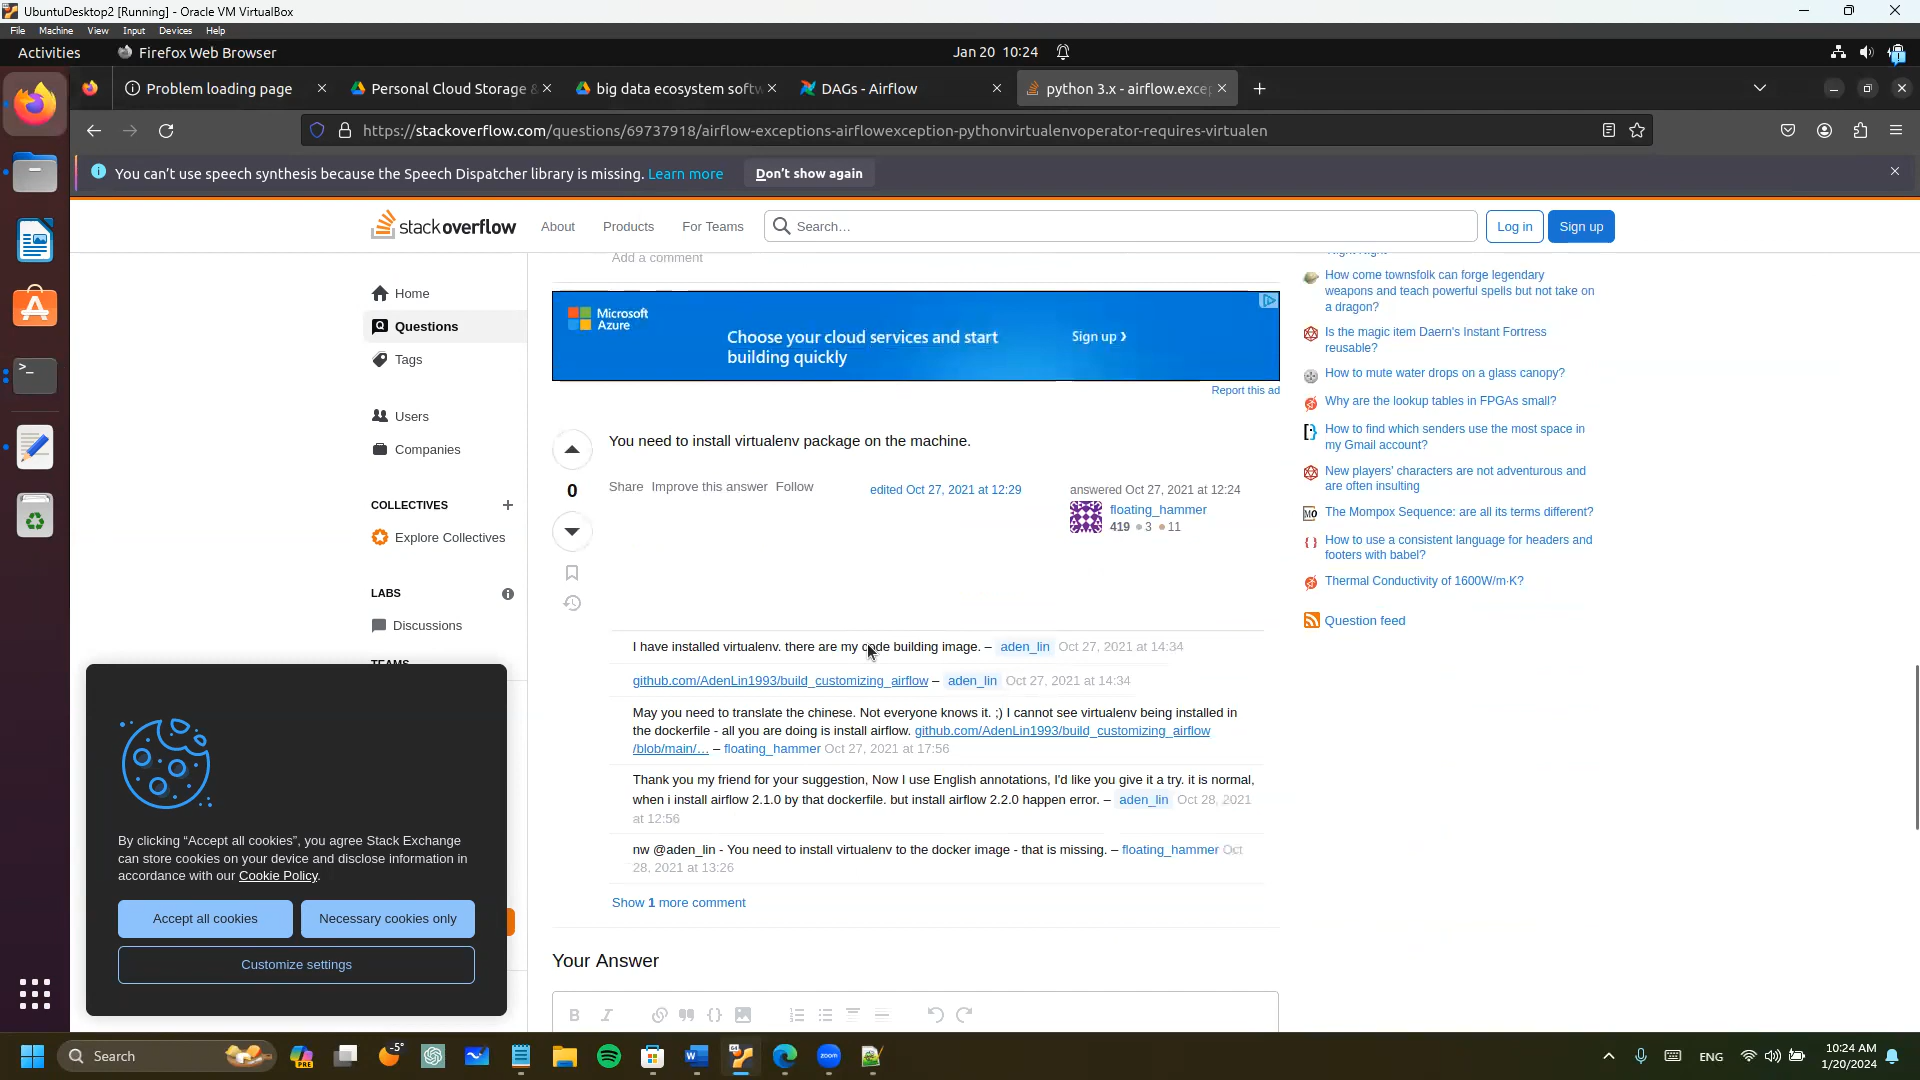 UbuntuDesktop2 [Running] - Oracle VM VirtualBox
File Machine View Input Devices Help
Activities Firefox Web Browser Jan 20 10:24
Problem loading page Personal Cloud Storage & big data ecosystem softw DAGs - Airflow python 3.x - airflow.excep
https://stackoverflow.com/questions/69737918/airflow-exceptions-airflowexception-pythonvirtualenvoperator-requires-virtualen
You can't use speech synthesis because the Speech Dispatcher library is missing. Learn more Don't show again
stackoverflow About Products For Teams Search… Log in Sign up
Home
Questions
Tags
Users
Companies
COLLECTIVES
Explore Collectives
LABS
Discussions
TEAMS
Add a comment
Microsoft
Azure
Choose your cloud services and start
building quickly
Sign up ❯
Report this ad
You need to install virtualenv package on the machine.
0
Share Improve this answer Follow
edited Oct 27, 2021 at 12:29
answered Oct 27, 2021 at 12:24
floating_hammer
419 3 11
I have installed virtualenv. there are my code building image. – aden_lin Oct 27, 2021 at 14:34
github.com/AdenLin1993/build_customizing_airflow – aden_lin Oct 27, 2021 at 14:34
May you need to translate the chinese. Not everyone knows it. ;) I cannot see virtualenv being installed in
the dockerfile - all you are doing is install airflow. github.com/AdenLin1993/build_customizing_airflow
/blob/main/… – floating_hammer Oct 27, 2021 at 17:56
Thank you my friend for your suggestion, Now I use English annotations, I'd like you give it a try. it is normal,
when i install airflow 2.1.0 by that dockerfile. but install airflow 2.2.0 happen error. – aden_lin Oct 28, 2021
at 12:56
nw @aden_lin - You need to install virtualenv to the docker image - that is missing. – floating_hammer Oct
28, 2021 at 13:26
Show 1 more comment
Your Answer
B I
How come townsfolk can forge legendary
weapons and teach powerful spells but not take on
a dragon?
Is the magic item Daern's Instant Fortress
reusable?
How to mute water drops on a glass canopy?
Why are the lookup tables in FPGAs small?
How to find which senders use the most space in
my Gmail account?
New players' characters are not adventurous and
are often insulting
The Mompox Sequence: are all its terms different?
How to use a consistent language for headers and
footers with babel?
Thermal Conductivity of 1600W/m·K?
Question feed
By clicking “Accept all cookies”, you agree Stack Exchange
can store cookies on your device and disclose information in
accordance with our Cookie Policy.
Accept all cookies Necessary cookies only
Customize settings
Search
PRE
-5°
zoom
ENG
10:24 AM
1/20/2024